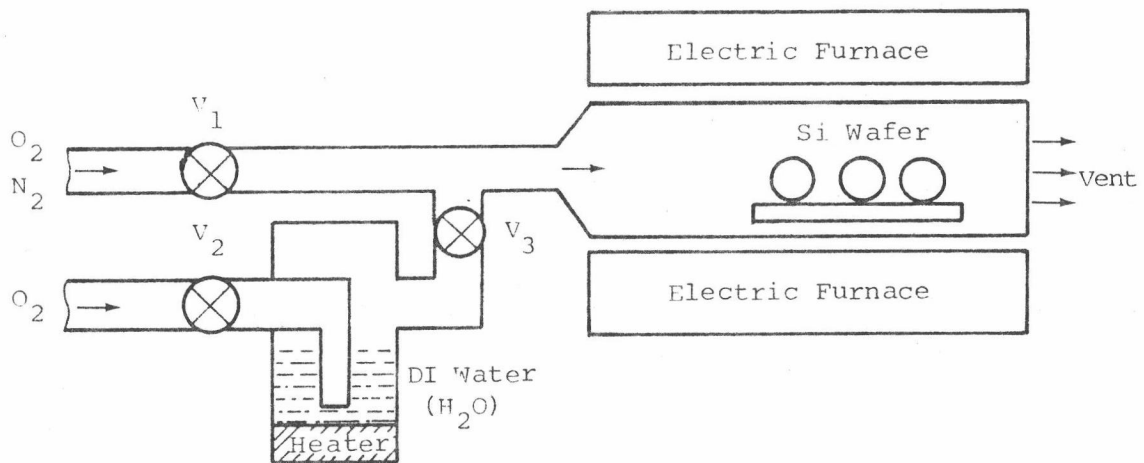 Electric Furnace
V1
O2
N2
Si Wafer
Vent
V2
V3
O2
Electric Furnace
DI Water
(H2O)
Heater